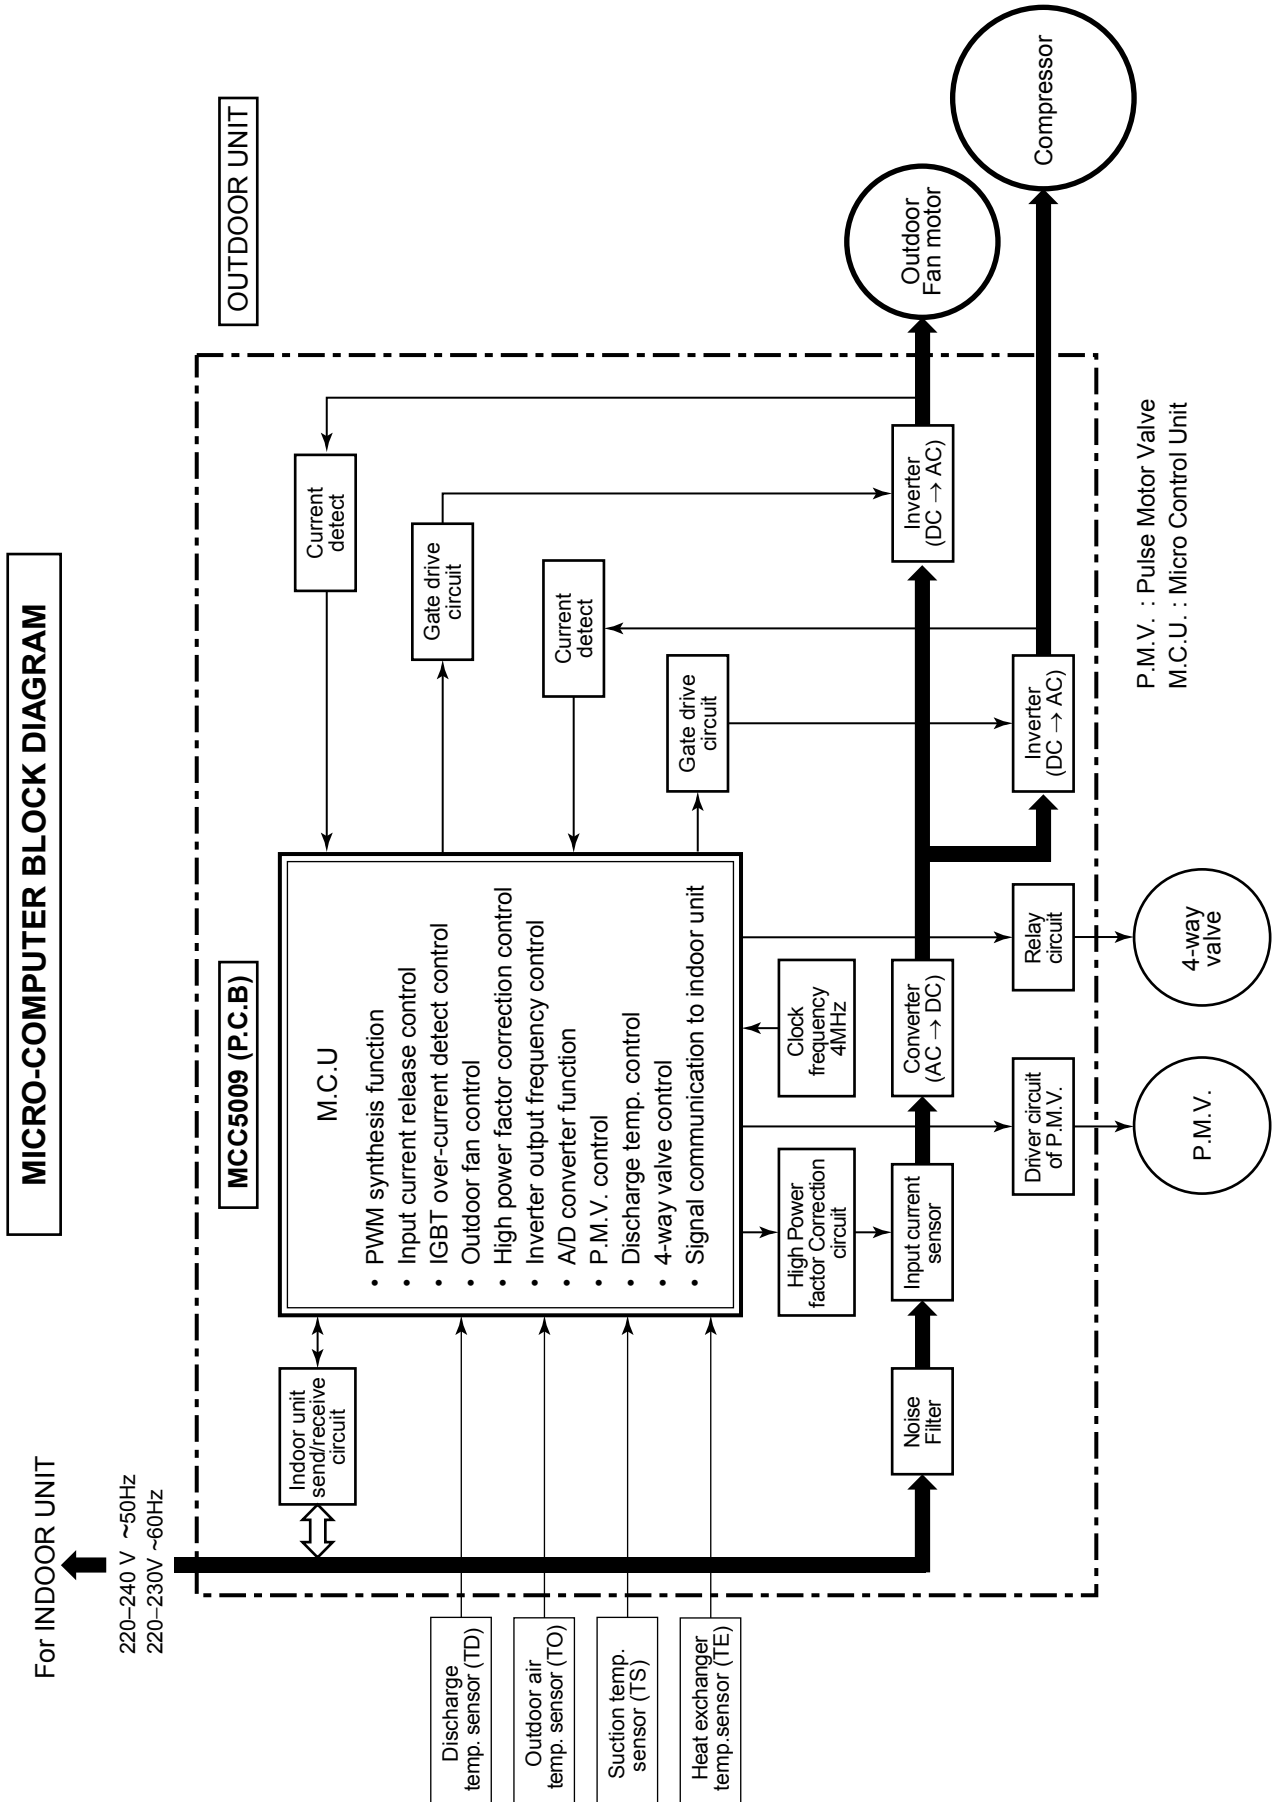 MICRO-COMPUTER BLOCK DIAGRAM
For INDOOR UNIT
220–240 V ~50Hz
220–230V ~60Hz
MCC5009 (P.C.B)
OUTDOOR UNIT
Indoor unit
send/receive
circuit
M.C.U
• PWM synthesis function
• Input current release control
• IGBT over-current detect control
• Outdoor fan control
• High power factor correction control
• Inverter output frequency control
• A/D converter function
• P.M.V. control
• Discharge temp. control
• 4-way valve control
• Signal communication to indoor unit
Current
detect
Gate drive
circuit
Current
detect
Gate drive
circuit
Discharge
temp. sensor (TD)
Outdoor air
temp. sensor (TO)
Suction temp.
sensor (TS)
Heat exchanger
temp.sensor (TE)
High Power
factor Correction
circuit
Clock
frequency
4MHz
Noise
Filter
Input current
sensor
Converter
(AC → DC)
Inverter
(DC → AC)
Outdoor
Fan motor
Driver circuit
of P.M.V.
Relay
circuit
Inverter
(DC → AC)
Compressor
P.M.V.
4-way
valve
P.M.V. : Pulse Motor Valve
M.C.U. : Micro Control Unit